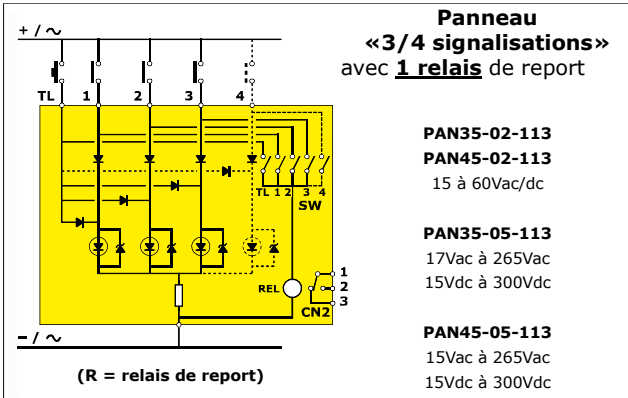 Panneau
«3/4 signalisations»
avec 1 relais de report
+ / ~
TL 1 2 3 4
TL 1 2 3 4
SW
REL
1
2
3
CN2
- / ~
(R = relais de report)
PAN35-02-113
PAN45-02-113
15 à 60Vac/dc
PAN35-05-113
17Vac à 265Vac
15Vdc à 300Vdc
PAN45-05-113
15Vac à 265Vac
15Vdc à 300Vdc